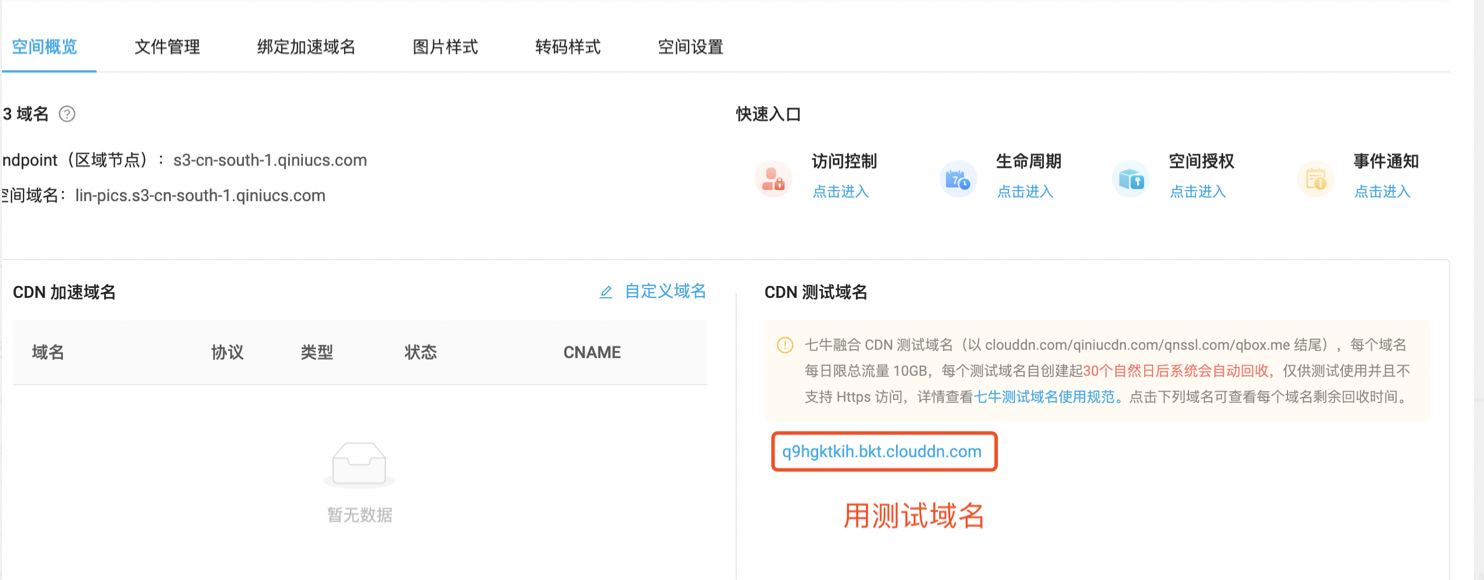 空间概览 文件管理 绑定加速域名 图片样式 转码样式 空间设置
3 域名 ?
ndpoint（区域节点）： s3-cn-south-1.qiniucs.com
空间域名：lin-pics.s3-cn-south-1.qiniucs.com
快速入口
访问控制 生命周期 空间授权 事件通知
点击进入 点击进入 点击进入 点击进入
CDN 加速域名 自定义域名
域名 协议 类型 状态 CNAME
暂无数据
CDN 测试域名
七牛融合 CDN 测试域名（以 clouddn.com/qiniucdn.com/qnssl.com/qbox.me 结尾），每个域名
每日限总流量 10GB，每个测试域名自创建起30个自然日后系统会自动回收，仅供测试使用并且不
支持 Https 访问，详情查看七牛测试域名使用规范。点击下列域名可查看每个域名剩余回收时间。
q9hgktkih.bkt.clouddn.com
用测试域名